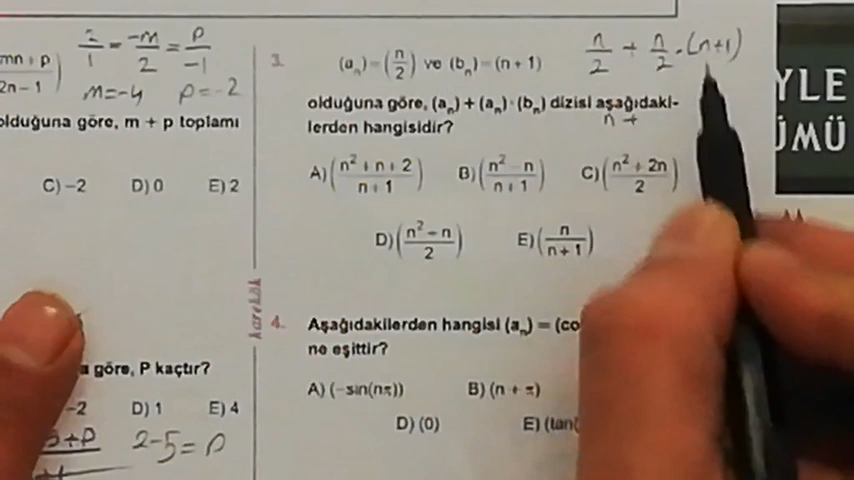 mn + p
2n − 1
2/1 = -m/2 = p/-1
m=-4 p=-2
olduğuna göre, m + p toplamı
C) −2 D) 0 E) 2
a göre, P kaçtır?
−2 D) 1 E) 4
+p
2-5=p
karekök
3. (aₙ) = (n/2) ve (bₙ) = (n + 1)
n/2 + n/2 . (n+1)
olduğuna göre, (aₙ) + (aₙ) · (bₙ) dizisi aşağıdaki-
n +
lerden hangisidir?
A) ((n² + n + 2)/(n + 1)) B) ((n² − n)/(n + 1)) C) ((n² + 2n)/2)
D) ((n² − n)/2) E) (n/(n + 1))
4. Aşağıdakilerden hangisi (aₙ) = (co
ne eşittir?
A) (−sin(nπ)) B) (n + π)
D) (0) E) (tan(
YLE
ÜMÜ